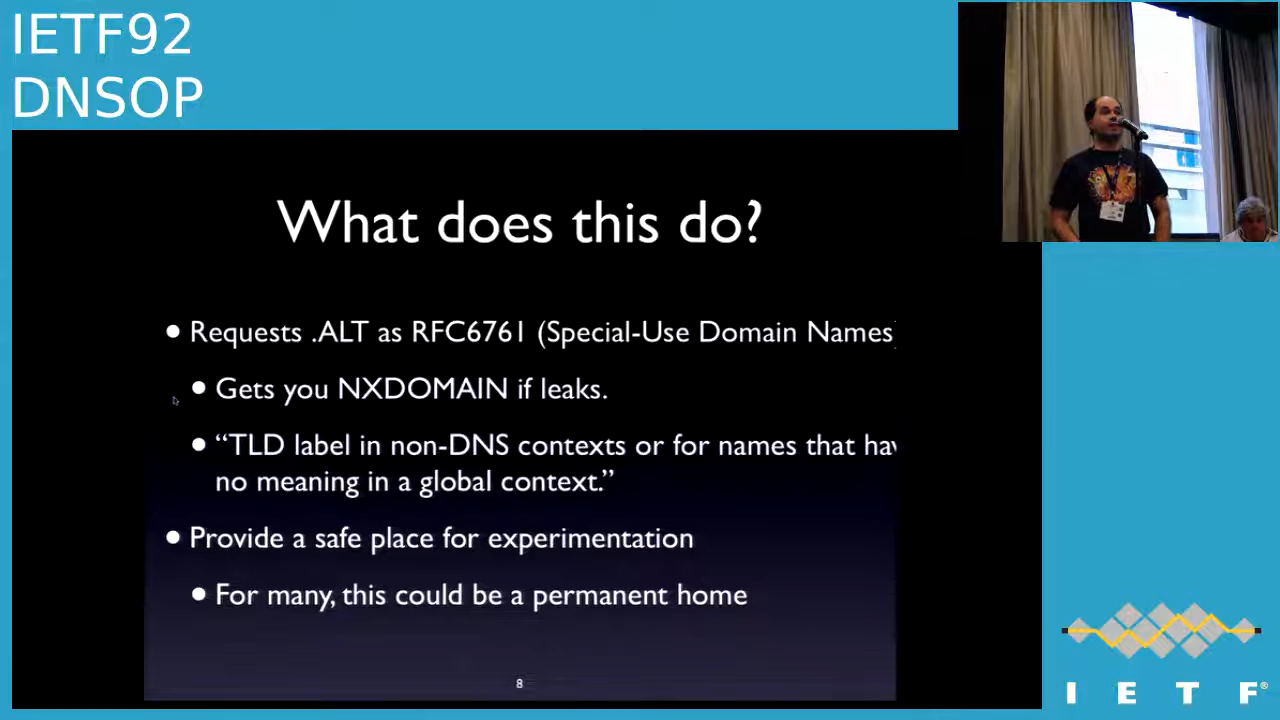 IETF92
DNSOP
What does this do?
• Requests .ALT as RFC6761 (Special-Use Domain Names)
• Gets you NXDOMAIN if leaks.
• “TLD label in non-DNS contexts or for names that hav
no meaning in a global context.”
• Provide a safe place for experimentation
• For many, this could be a permanent home
8
I E T F®